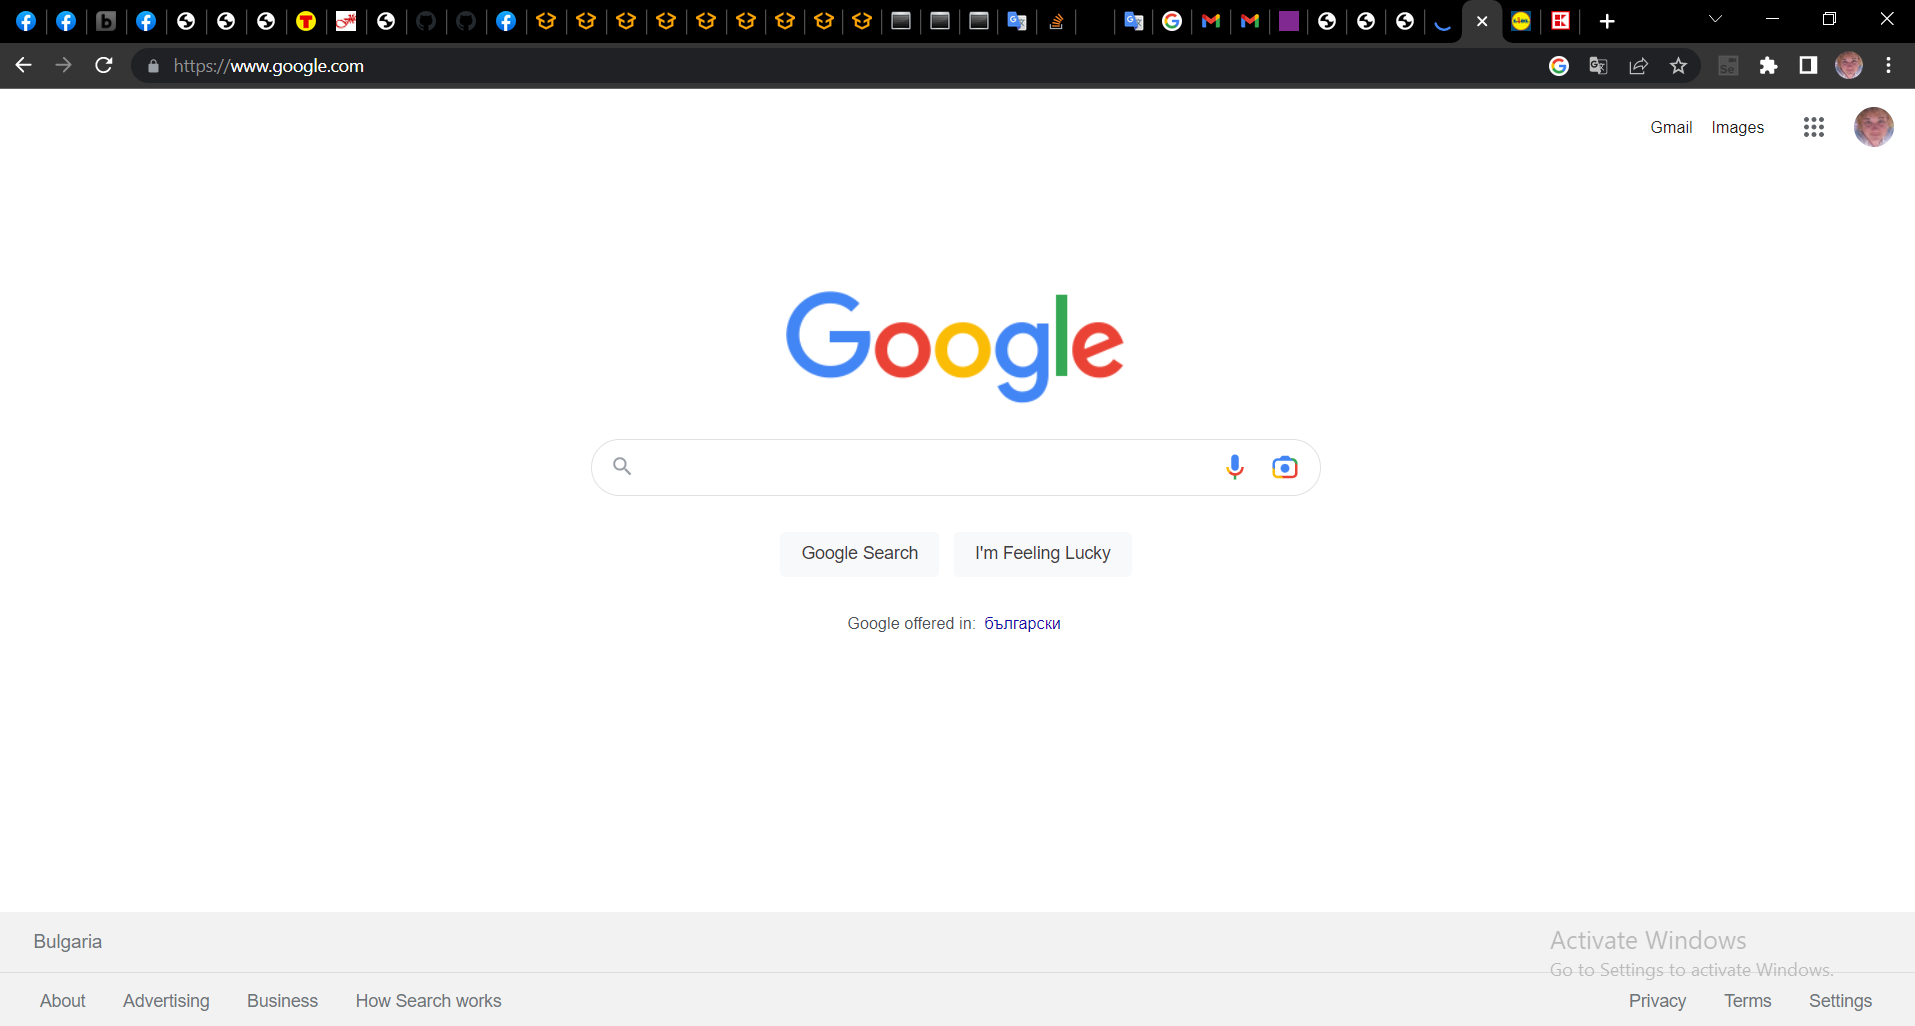 https://www.google.com
Gmail Images
Google
Google Search I'm Feeling Lucky
Google offered in: български
Bulgaria
Activate Windows
Go to Settings to activate Windows.
About Advertising Business How Search works Privacy Terms Settings